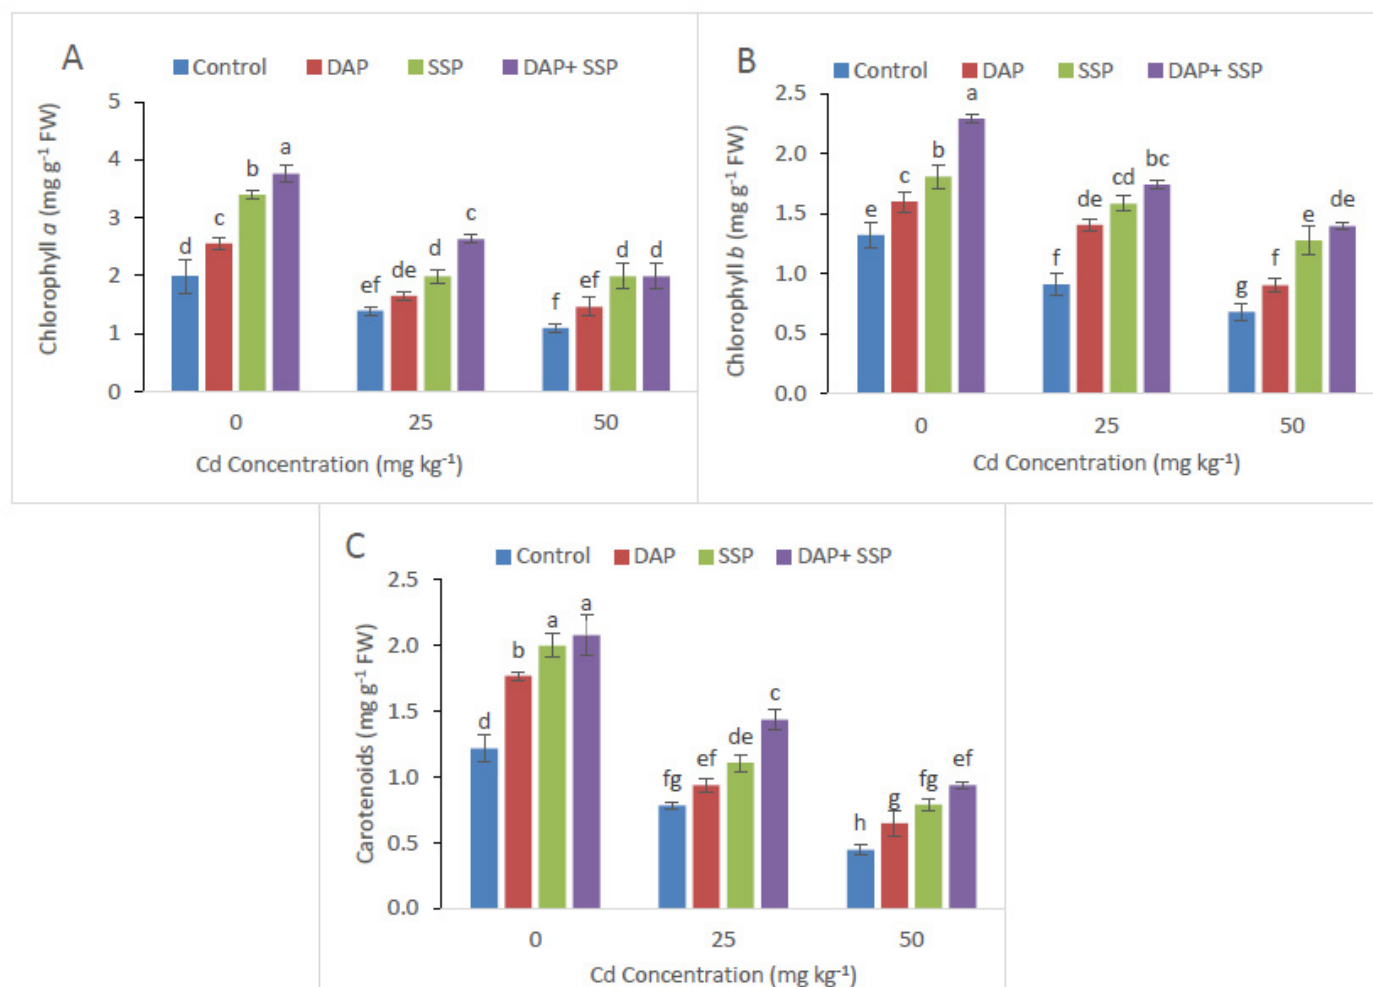 A
Control DAP SSP DAP+ SSP
Chlorophyll a (mg g⁻¹ FW)
5
4
3
2
1
0
d c b a
ef de d c
f ef d d
0 25 50
Cd Concentration (mg kg⁻¹)
B
Control DAP SSP DAP+ SSP
Chlorophyll b (mg g⁻¹ FW)
2.5
2.0
1.5
1.0
0.5
0.0
e c b a
f de cd bc
g f e de
0 25 50
Cd Concentration (mg kg⁻¹)
C
Control DAP SSP DAP+ SSP
Carotenoids (mg g⁻¹ FW)
2.5
2.0
1.5
1.0
0.5
0.0
d b a a
fg ef de c
h g fg ef
0 25 50
Cd Concentration (mg kg⁻¹)